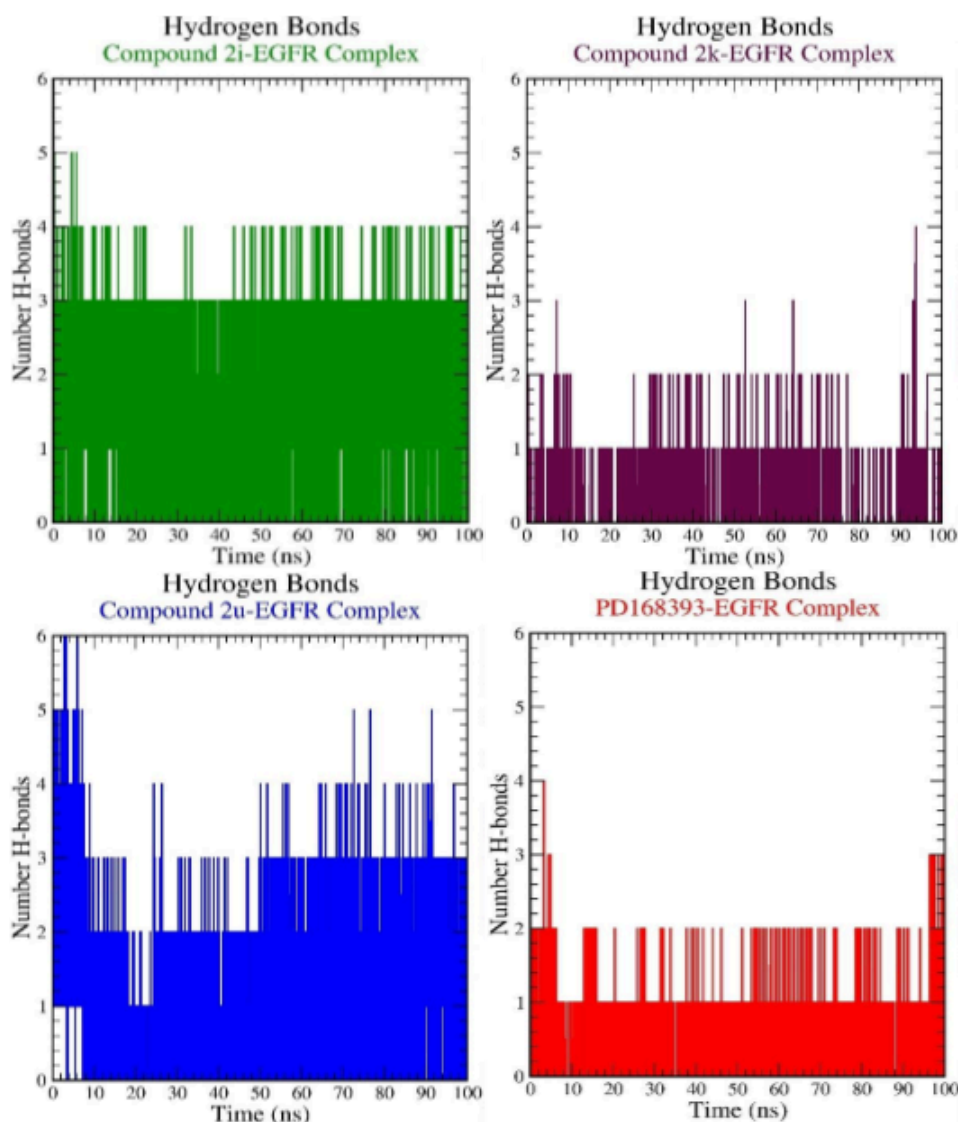 Hydrogen Bonds
Compound 2i-EGFR Complex
Number H-bonds
6
5
4
3
2
1
0
0 10 20 30 40 50 60 70 80 90 100
Time (ns)
Hydrogen Bonds
Compound 2k-EGFR Complex
Number H-bonds
6
5
4
3
2
1
0
0 10 20 30 40 50 60 70 80 90 100
Time (ns)
Hydrogen Bonds
Compound 2u-EGFR Complex
Number H-bonds
6
5
4
3
2
1
0
0 10 20 30 40 50 60 70 80 90 100
Time (ns)
Hydrogen Bonds
PD168393-EGFR Complex
Number H-bonds
6
5
4
3
2
1
0
0 10 20 30 40 50 60 70 80 90 100
Time (ns)